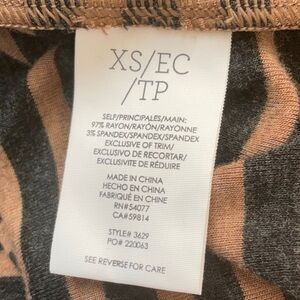 XS/EC
/TP
SELF/PRINCIPALES/MAIN:
97% RAYON/RAYÓN/RAYONNE
3% SPANDEX/SPANDEX/SPANDEX
EXCLUSIVE OF TRIM/
EXCLUSIVO DE RECORTAR/
EXCLUSIVITE DE RÉDUIRE
MADE IN CHINA
HECHO EN CHINA
FABRIQUÉ EN CHINE
RN#54077
CA#59814
STYLE# 3629
PO# 220063
SEE REVERSE FOR CARE